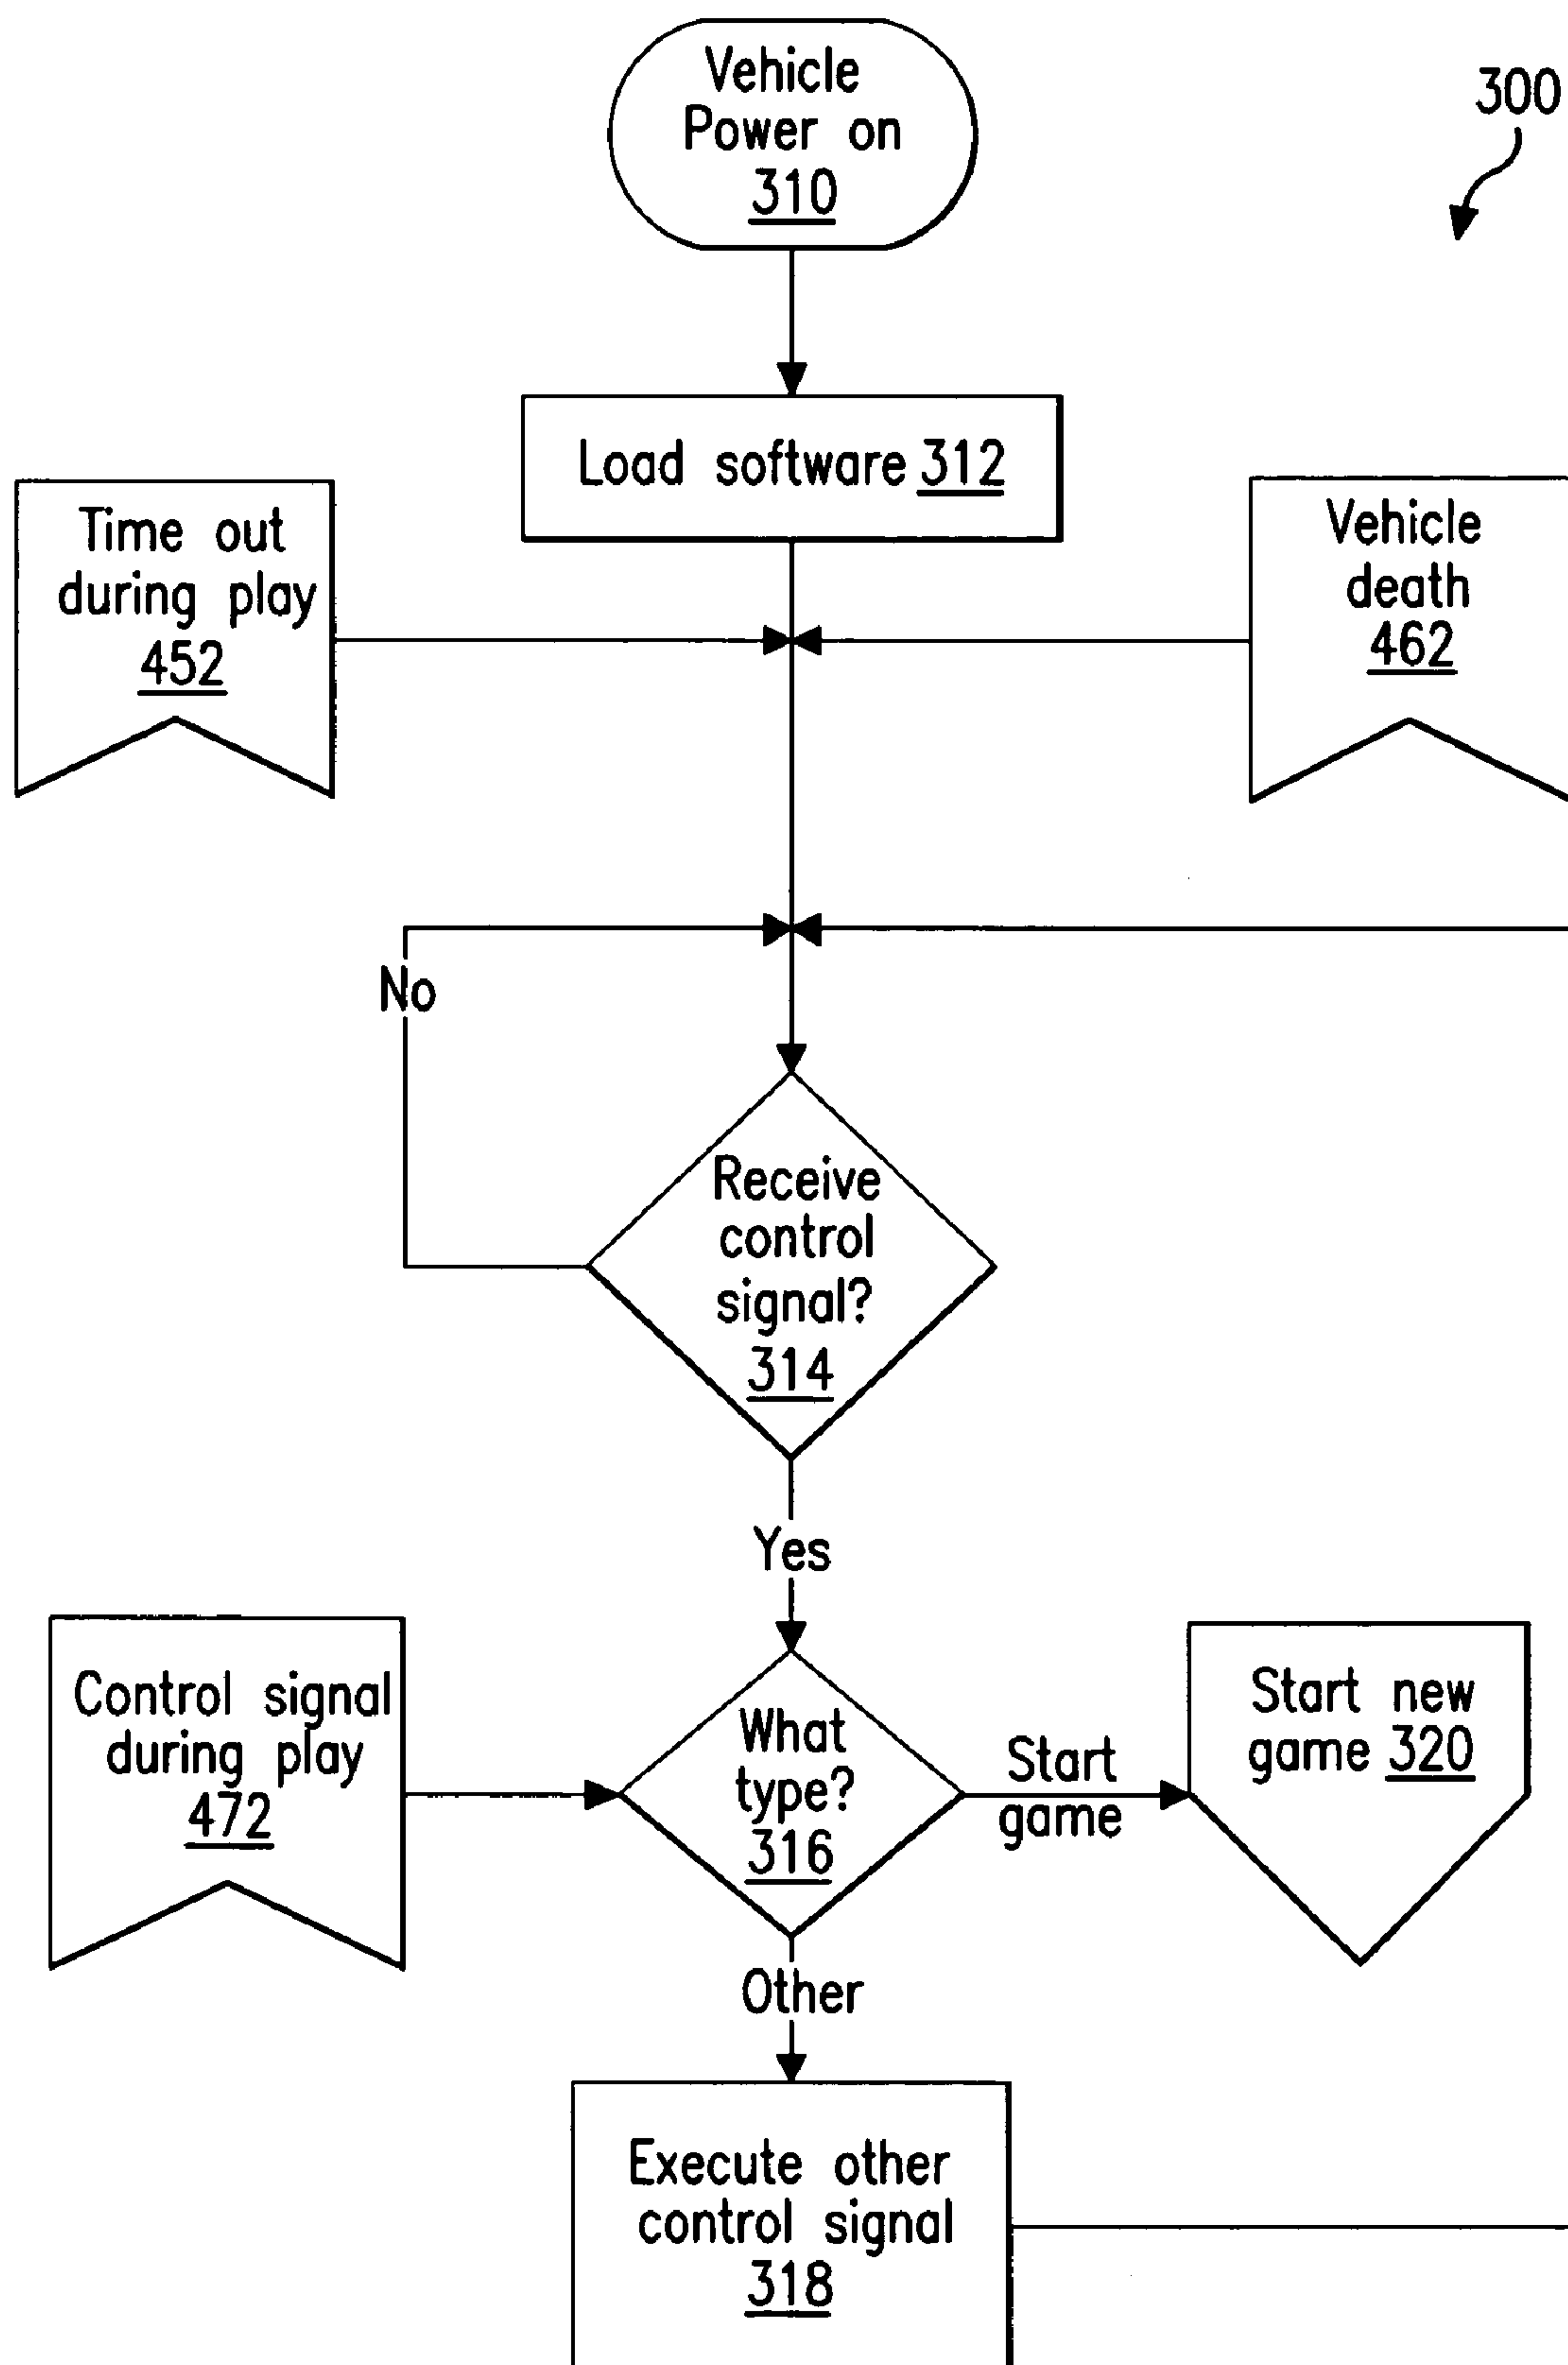 Vehicle
Power on
310
300
Load software 312
Time out
during play
452
Vehicle
death
462
No
Receive
control
signal?
314
Yes
Control signal
during play
472
What
type?
316
Start
game
Start new
game 320
Other
Execute other
control signal
318